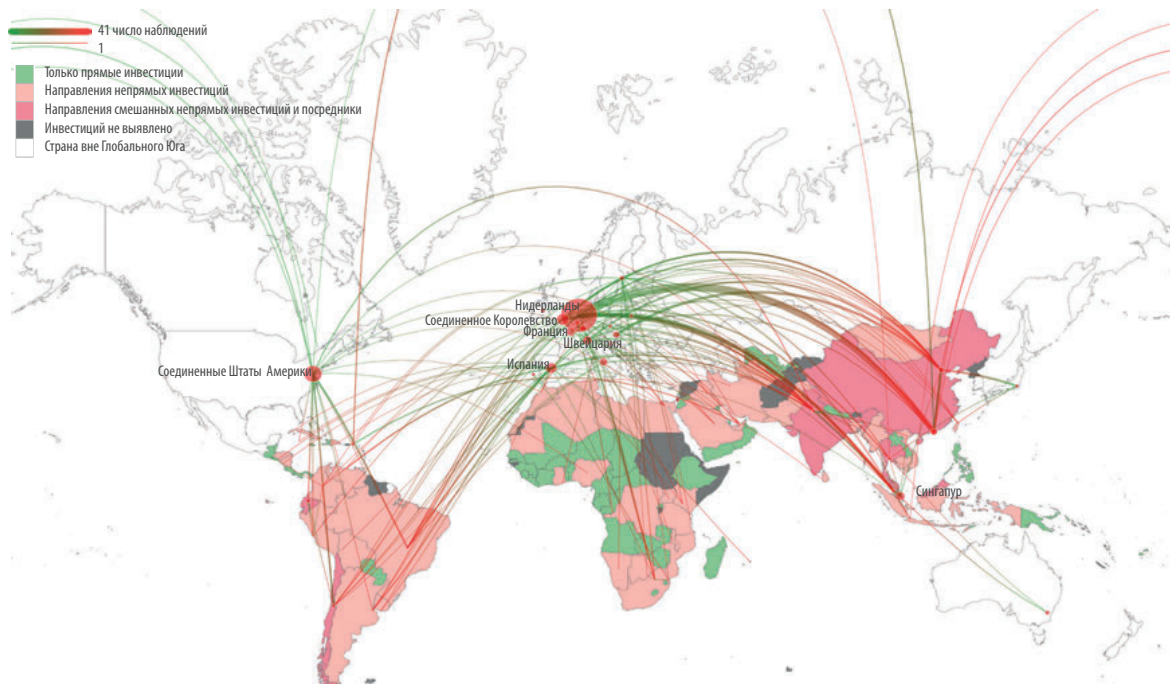 41 число наблюдений
1
Только прямые инвестиции
Направления непрямых инвестиций
Направления смешанных непрямых инвестиций и посредники
Инвестиций не выявлено
Страна вне Глобального Юга
Нидерланды
Соединенное Королевство
Франция
Швейцария
Испания
Соединенные Штаты Америки
Сингапур